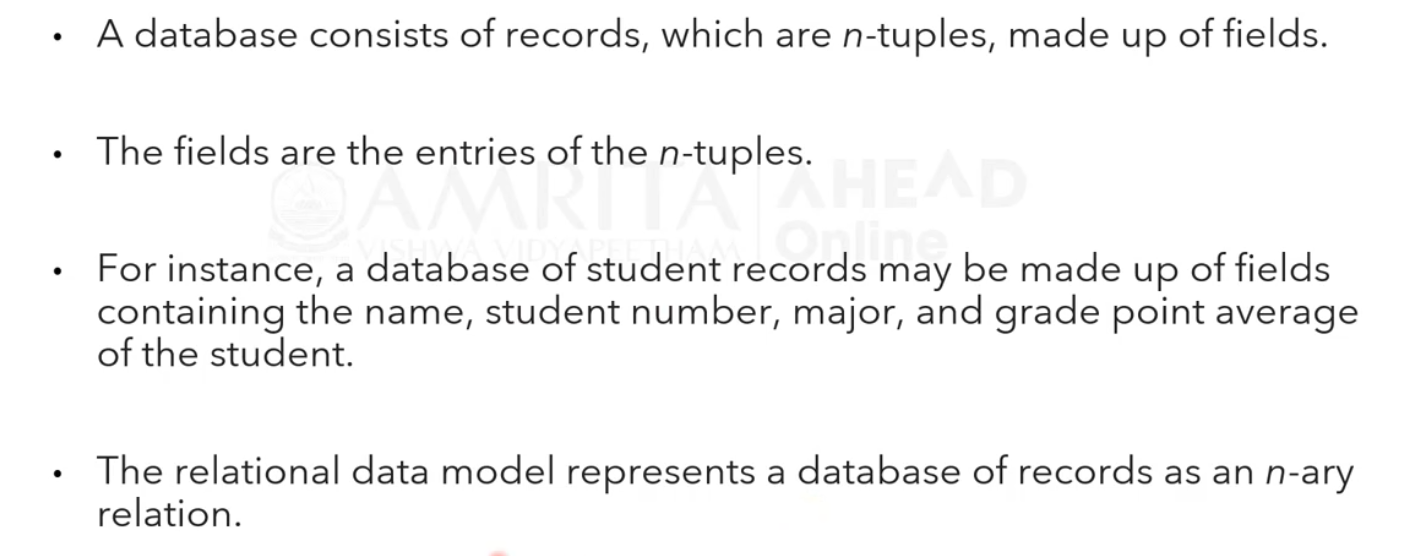 • A database consists of records, which are n-tuples, made up of fields.
• The fields are the entries of the n-tuples.
AMRITA AHEAD
VISHWA VIDYAPEETHAM Online
• For instance, a database of student records may be made up of fields
containing the name, student number, major, and grade point average
of the student.
• The relational data model represents a database of records as an n-ary
relation.